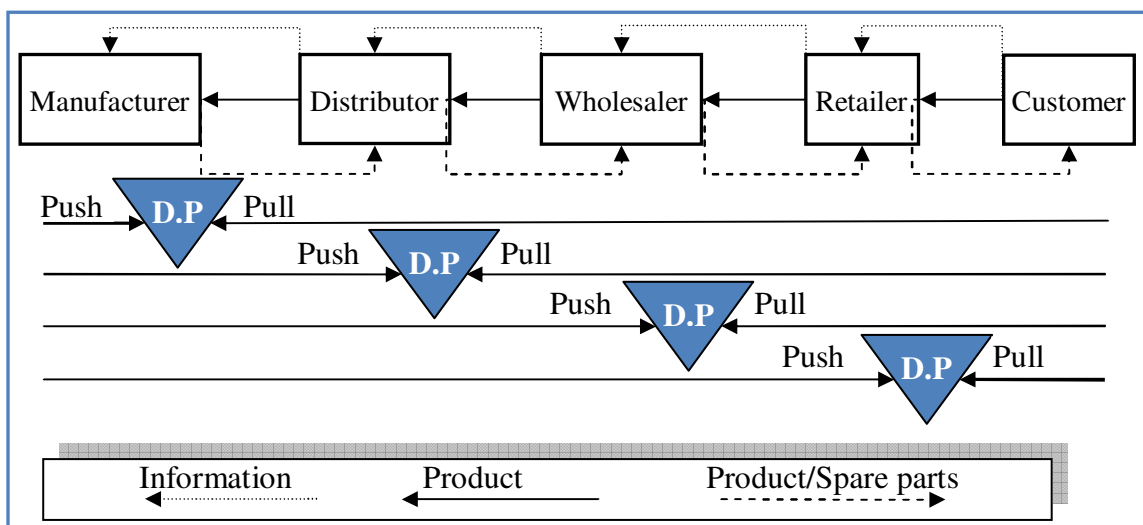 Manufacturer Distributor Wholesaler Retailer Customer
Push D.P Pull
Push D.P Pull
Push D.P Pull
Push D.P Pull
Information Product Product/Spare parts